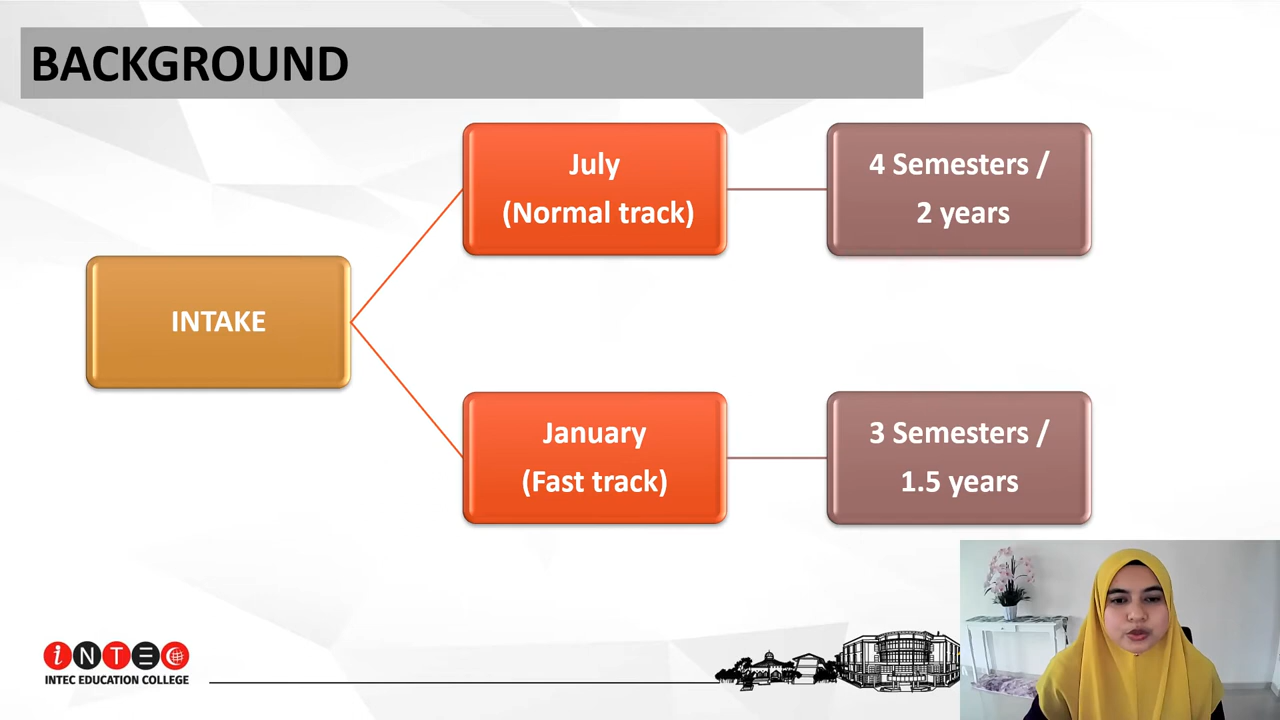 BACKGROUND
INTAKE
July
(Normal track)
4 Semesters /
2 years
January
(Fast track)
3 Semesters /
1.5 years
INTEC
INTEC EDUCATION COLLEGE